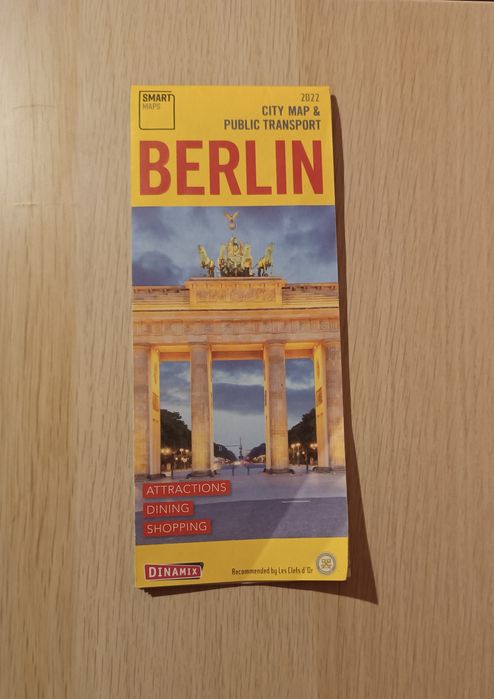 SMART
MAPS
2022
CITY MAP &
PUBLIC TRANSPORT
BERLIN
ATTRACTIONS
DINING
SHOPPING
DINAMIX
Recommended by Les Clefs d'Or